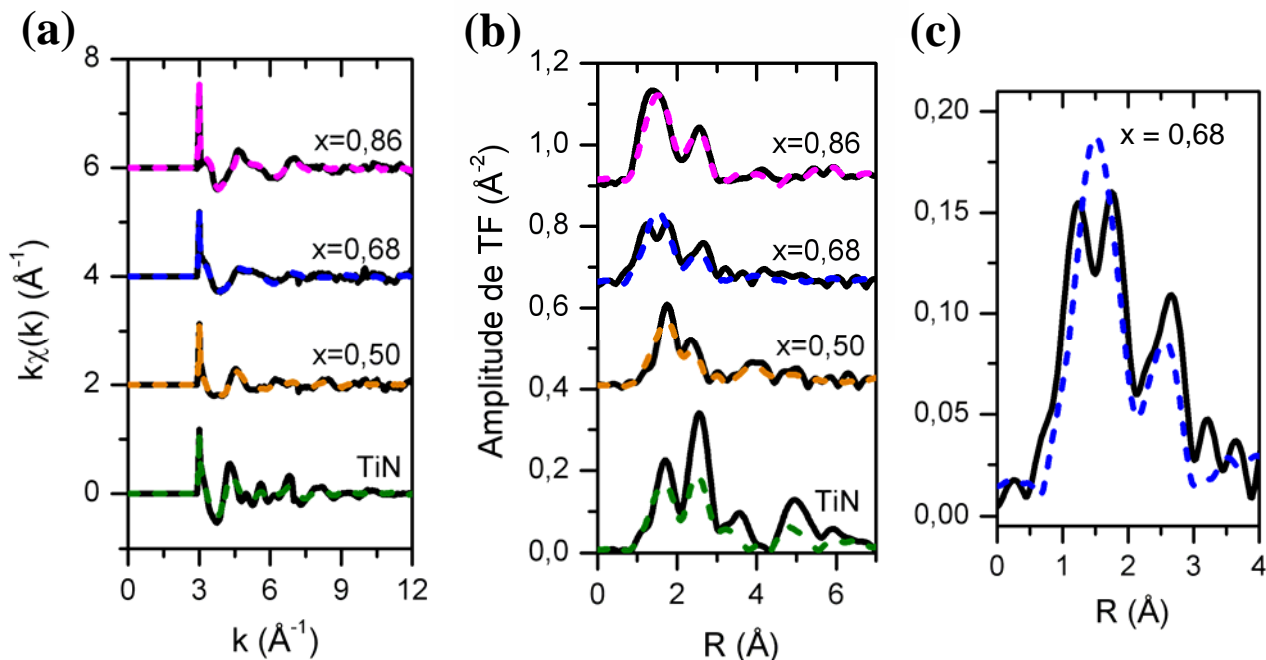 (a)
8
6
4
2
0
kχ(k) (Å⁻¹)
x=0,86
x=0,68
x=0,50
TiN
0 3 6 9 12
k (Å⁻¹)
(b)
1,2
1,0
0,8
0,6
0,4
0,2
0,0
Amplitude de TF (Å⁻²)
x=0,86
x=0,68
x=0,50
TiN
0 2 4 6
R (Å)
(c)
0,20
0,15
0,10
0,05
0,00
x = 0,68
0 1 2 3 4
R (Å)